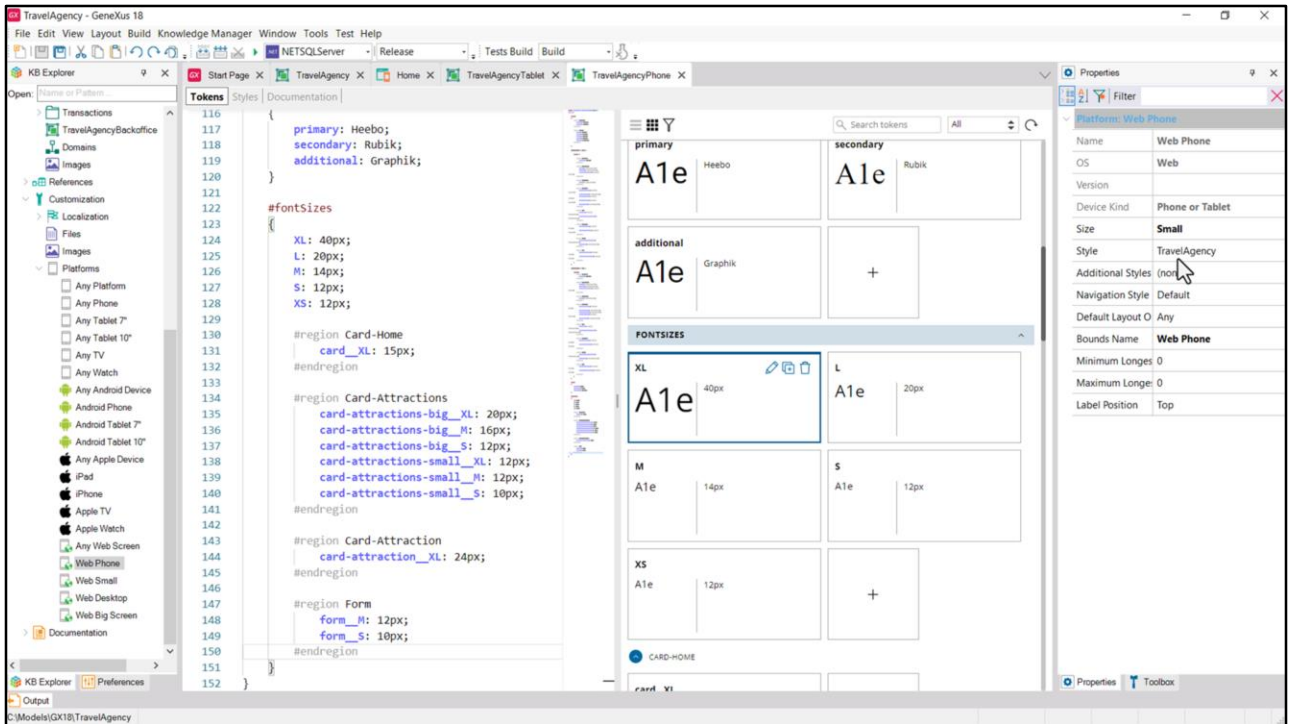 TravelAgency - GeneXus 18
File Edit View Layout Build Knowledge Manager Window Tools Test Help
NETSQLServer Release Tests Build Build
KB Explorer
Start Page X TravelAgency X Home X TravelAgencyTablet X TravelAgencyPhone X
Open: Name or Pattern...
Tokens Styles Documentation
Transactions
TravelAgencyBackoffice
Domains
Images
References
Customization
Localization
Files
Images
Platforms
Any Platform
Any Phone
Any Tablet 7"
Any Tablet 10"
Any TV
Any Watch
Any Android Device
Android Phone
Android Tablet 7"
Android Tablet 10"
Any Apple Device
iPad
iPhone
Apple TV
Apple Watch
Any Web Screen
Web Phone
Web Small
Web Desktop
Web Big Screen
Documentation
KB Explorer Preferences
Output
C:\Models\GX18\TravelAgency
116 {
117 primary: Heebo;
118 secondary: Rubik;
119 additional: Graphik;
120 }
121
122 #fontSizes
123 {
124 XL: 40px;
125 L: 20px;
126 M: 14px;
127 S: 12px;
128 XS: 12px;
129
130 #region Card-Home
131 card__XL: 15px;
132 #endregion
133
134 #region Card-Attractions
135 card-attractions-big__XL: 20px;
136 card-attractions-big__M: 16px;
137 card-attractions-big__S: 12px;
138 card-attractions-small__XL: 12px;
139 card-attractions-small__M: 12px;
140 card-attractions-small__S: 10px;
141 #endregion
142
143 #region Card-Attraction
144 card-attraction__XL: 24px;
145 #endregion
146
147 #region Form
148 form__M: 12px;
149 form__S: 10px;
150 #endregion
151 }
152 }
Search tokens All
primary
A1e Heebo
secondary
A1e Rubik
additional
A1e Graphik
+
FONTSIZES
XL
A1e 40px
L
A1e 20px
M
A1e 14px
S
A1e 12px
XS
A1e 12px
+
CARD-HOME
card__XL
Properties
Filter
Platform: Web Phone
Name Web Phone
OS Web
Version
Device Kind Phone or Tablet
Size Small
Style TravelAgency
Additional Styles
Navigation Style Default
Default Layout O Any
Bounds Name Web Phone
Minimum Longes 0
Maximum Longe: 0
Label Position Top
Properties Toolbox